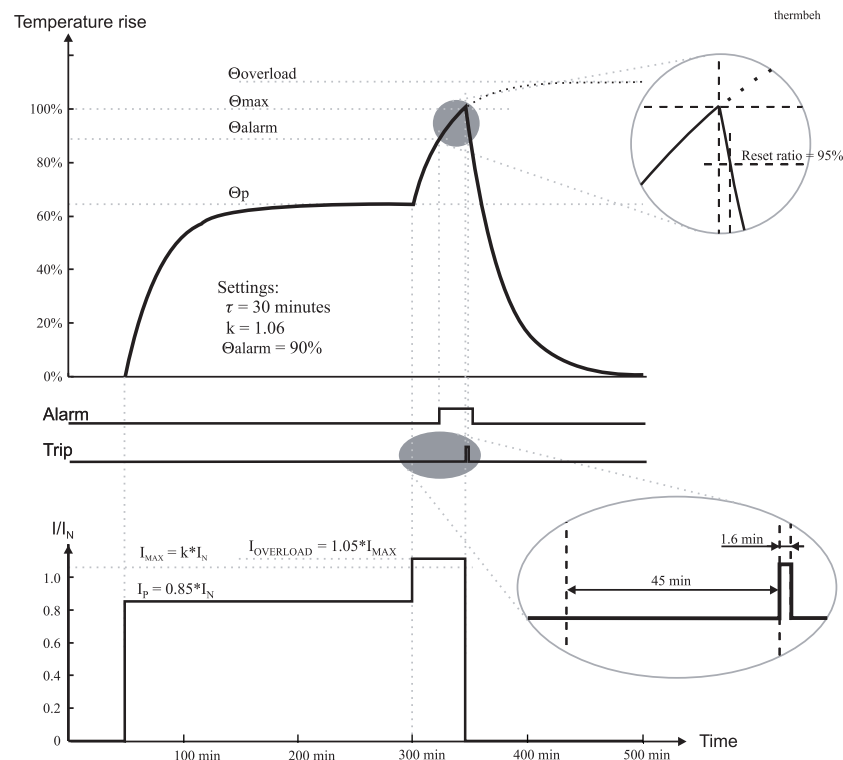 thermbeh
Temperature rise
Θoverload
Θmax
100%
Θalarm
80%
Reset ratio = 95%
Θp
60%
40%
Settings:
τ = 30 minutes
20%
k = 1.06
Θalarm = 90%
0%
Alarm
Trip
I/IN
IMAX = k*IN
IOVERLOAD = 1.05*IMAX
1.6 min
1.0
IP = 0.85*IN
45 min
0.8
0.6
0.4
0.2
0
Time
100 min
200 min
300 min
400 min
500 min